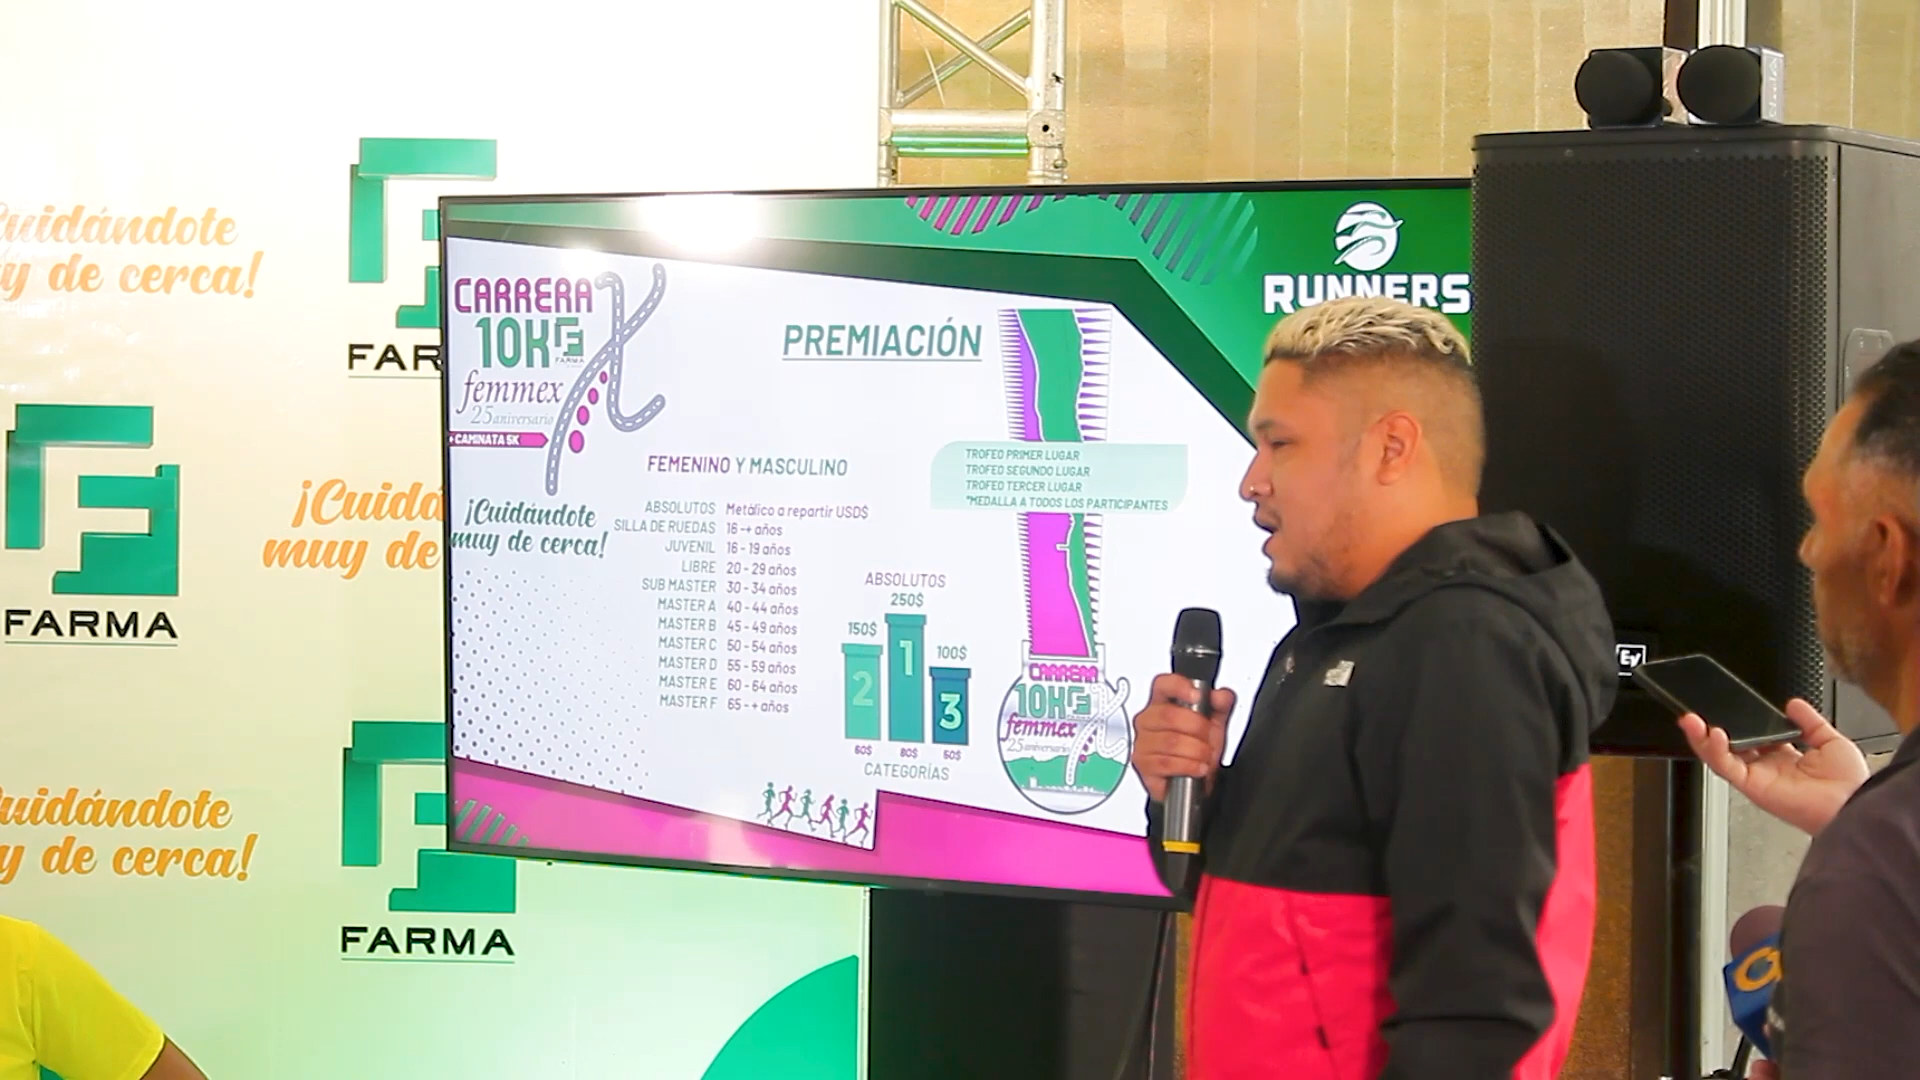 Cuidándote
y de cerca!
FAR
FARMA
¡Cuidá
muy de
Cuidándote
y de cerca!
FARMA
RUNNERS
CARRERA
10K
FARMA
femmex
25 aniversario
CAMINATA 5K
¡Cuidándote
muy de cerca!
PREMIACIÓN
FEMENINO Y MASCULINO
ABSOLUTOS Metálico a repartir USD$
SILLA DE RUEDAS 16 -+ años
JUVENIL 16 - 19 años
LIBRE 20 - 29 años
SUB MASTER 30 - 34 años
MASTER A 40 - 44 años
MASTER B 45 - 49 años
MASTER C 50 - 54 años
MASTER D 55 - 59 años
MASTER E 60 - 64 años
MASTER F 65 - + años
TROFEO PRIMER LUGAR
TROFEO SEGUNDO LUGAR
TROFEO TERCER LUGAR
*MEDALLA A TODOS LOS PARTICIPANTES
ABSOLUTOS
250$
150$
100$
1
2
3
60$ 80$ 50$
CATEGORÍAS
CARRERA
10K
femmex
25 aniversario
EV